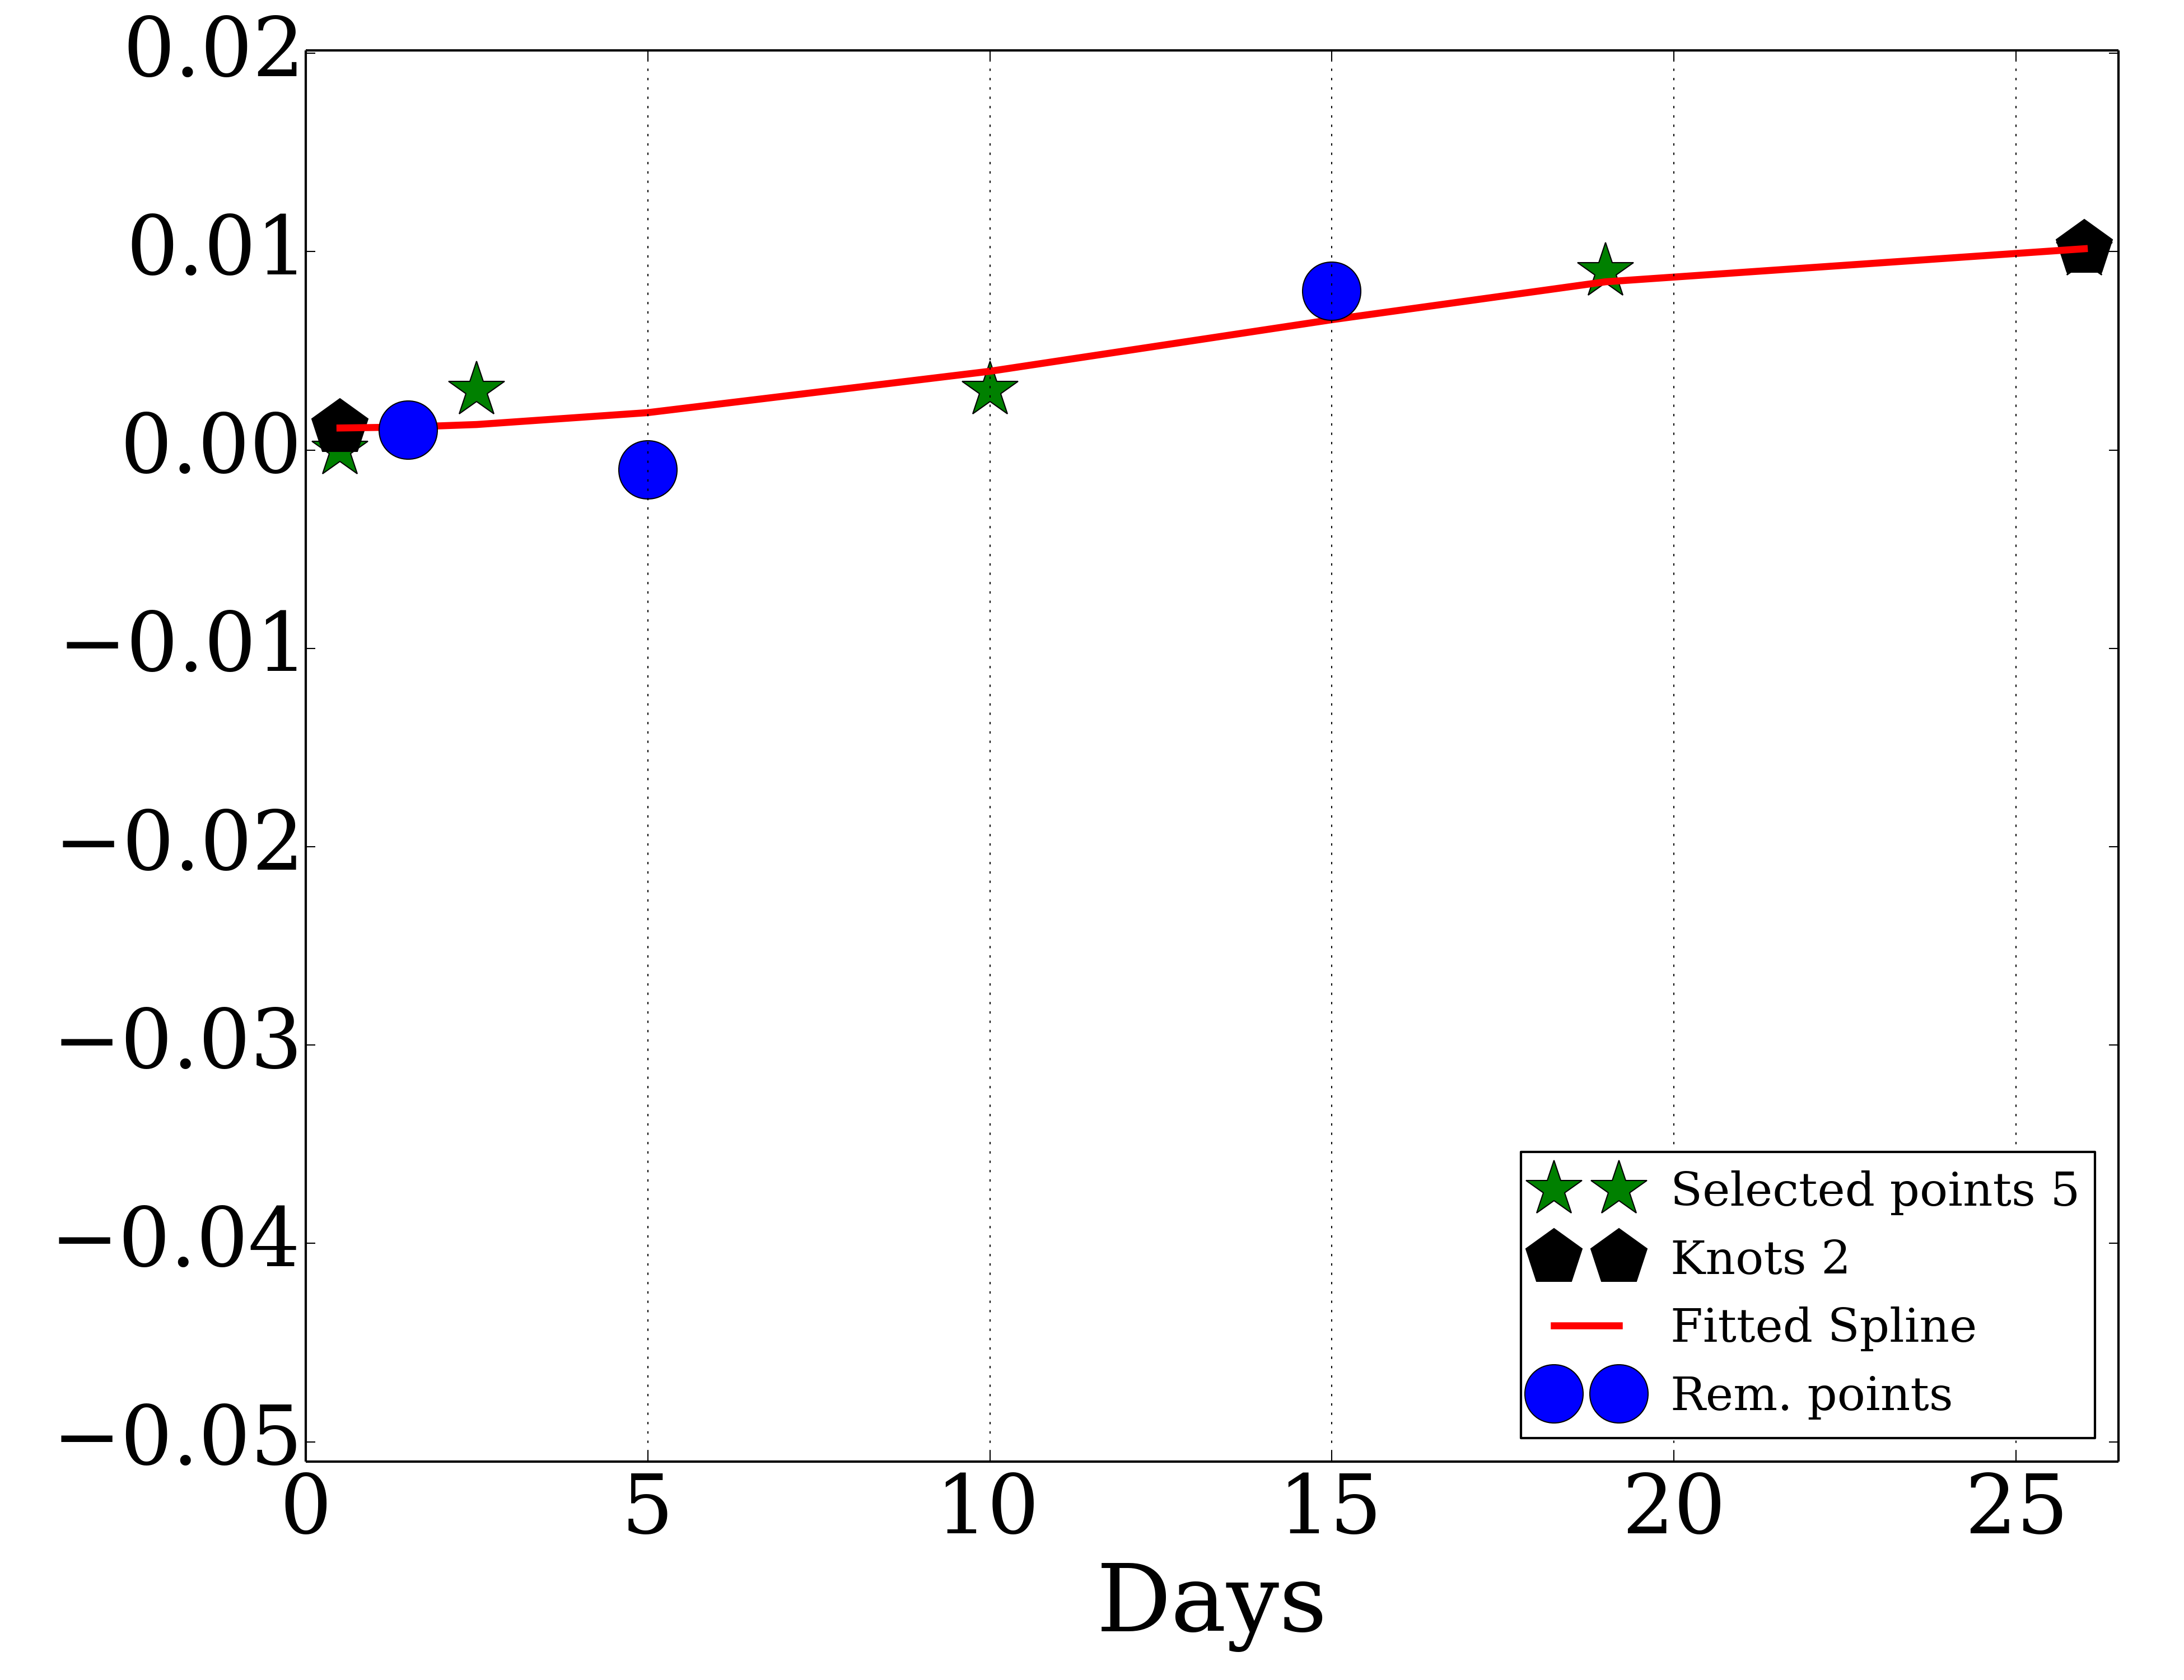 0.02
0.01
0.00
−0.01
−0.02
−0.03
−0.04
−0.05
0 5 10 15 20 25
Days
Selected points 5
Knots 2
Fitted Spline
Rem. points